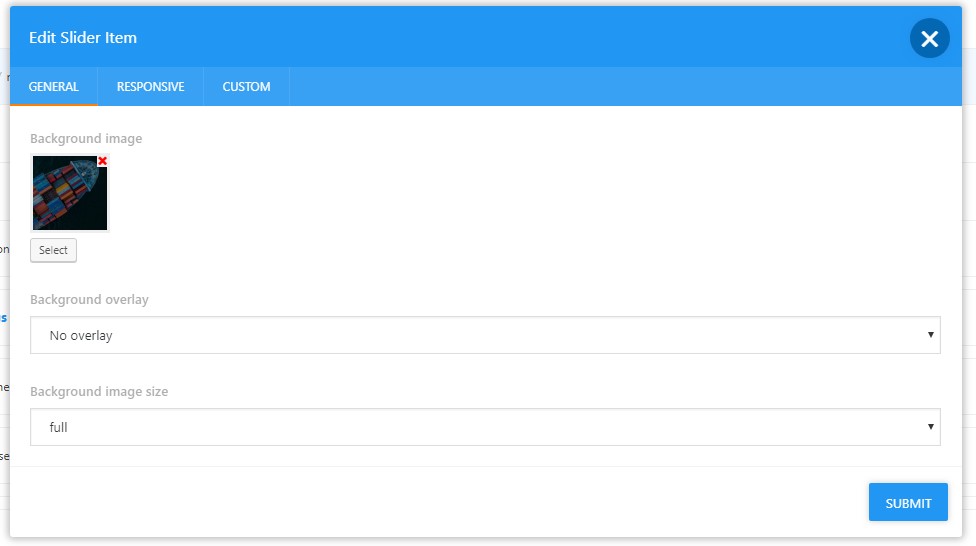 Edit Slider Item
GENERAL RESPONSIVE CUSTOM
Background image
Select
Background overlay
No overlay
Background image size
full
SUBMIT